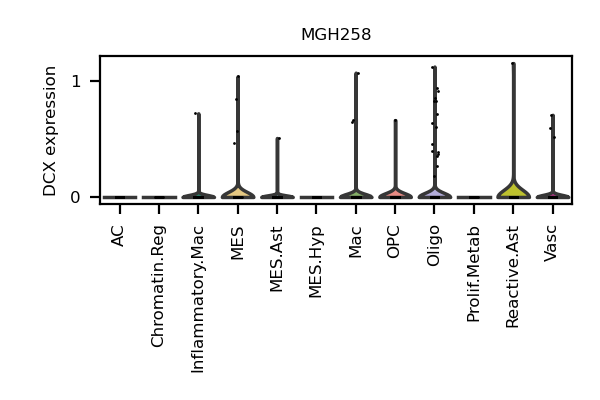 MGH258
DCX expression
1
0
AC
Chromatin.Reg
Inflammatory.Mac
MES
MES.Ast
MES.Hyp
Mac
OPC
Oligo
Prolif.Metab
Reactive.Ast
Vasc